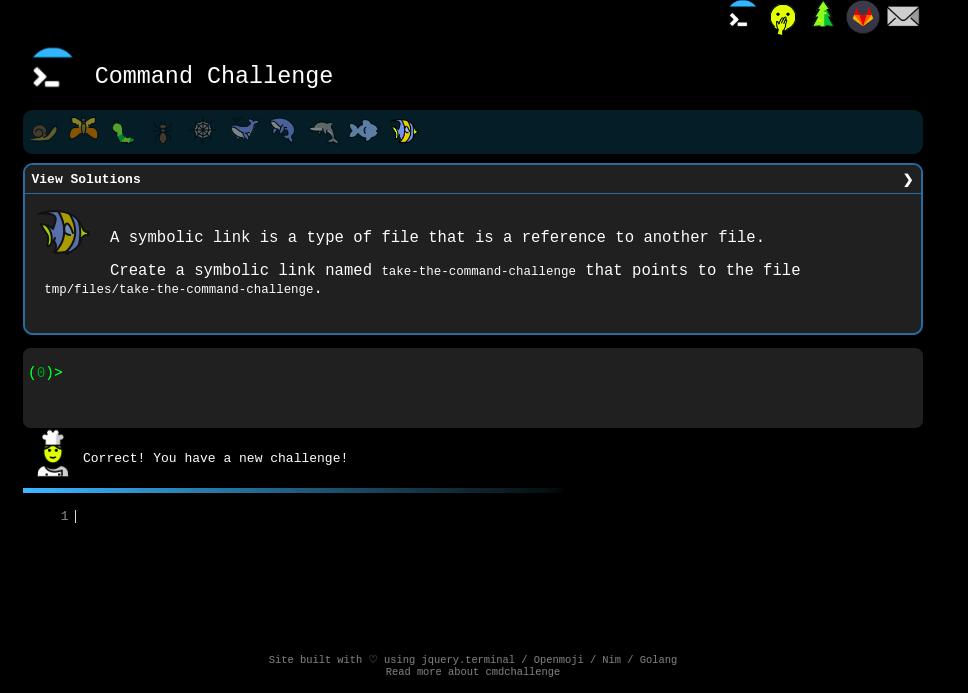 Command Challenge
View Solutions ❯
A symbolic link is a type of file that is a reference to another file.
Create a symbolic link named take-the-command-challenge that points to the file
tmp/files/take-the-command-challenge.
(0)>
Correct! You have a new challenge!
1
Site built with ♡ using jquery.terminal / Openmoji / Nim / Golang
Read more about cmdchallenge